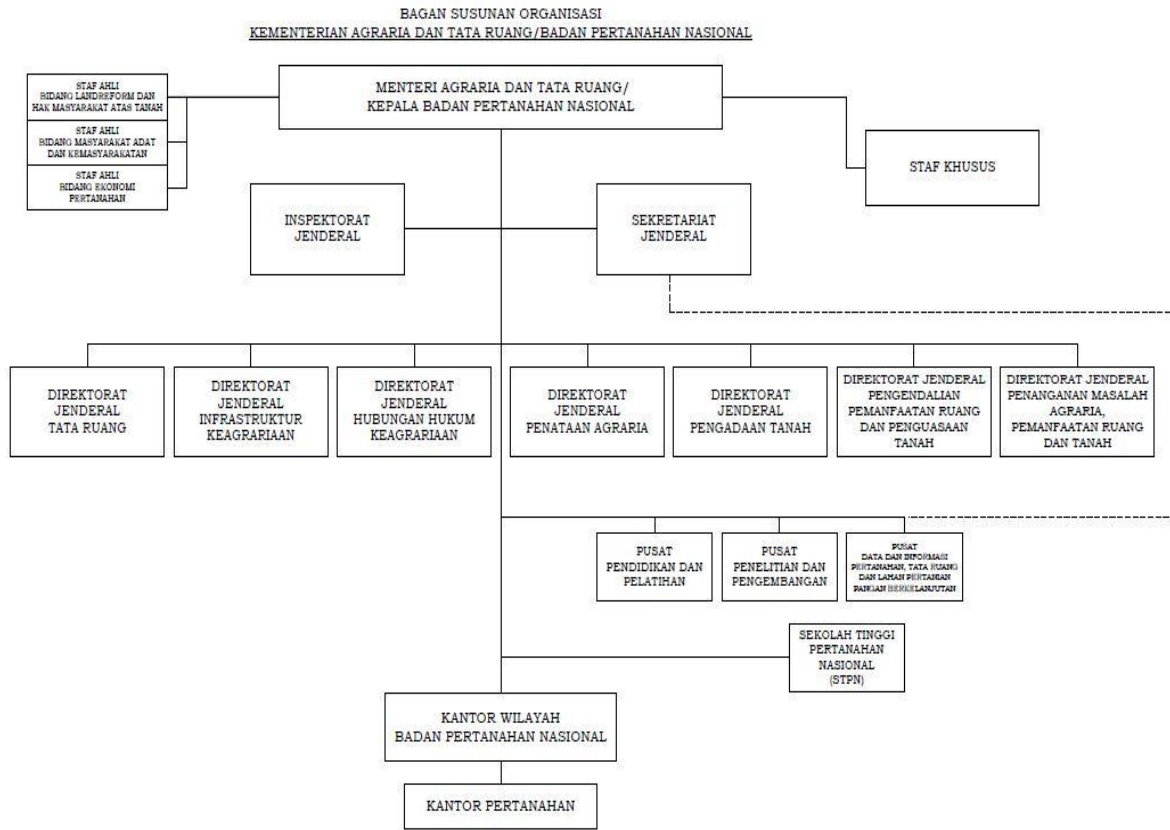 BAGAN SUSUNAN ORGANISASI
KEMENTERIAN AGRARIA DAN TATA RUANG/BADAN PERTANAHAN NASIONAL
MENTERI AGRARIA DAN TATA RUANG/
KEPALA BADAN PERTANAHAN NASIONAL
STAF AHLI
BIDANG LANDREFORM DAN
HAK MASYARAKAT ATAS TANAH
STAF AHLI
BIDANG MASYARAKAT ADAT
DAN KEMASYARAKATAN
STAF AHLI
BIDANG EKONOMI
PERTANAHAN
STAF KHUSUS
INSPEKTORAT
JENDERAL
SEKRETARIAT
JENDERAL
DIREKTORAT
JENDERAL
TATA RUANG
DIREKTORAT
JENDERAL
INFRASTRUKTUR
KEAGRARIAAN
DIREKTORAT
JENDERAL
HUBUNGAN HUKUM
KEAGRARIAAN
DIREKTORAT
JENDERAL
PENATAAN AGRARIA
DIREKTORAT
JENDERAL
PENGADAAN TANAH
DIREKTORAT JENDERAL
PENGENDALIAN
PEMANFAATAN RUANG
DAN PENGUASAAN
TANAH
DIREKTORAT JENDERAL
PENANGANAN MASALAH
AGRARIA,
PEMANFAATAN RUANG
DAN TANAH
PUSAT
PENDIDIKAN DAN
PELATIHAN
PUSAT
PENELITIAN DAN
PENGEMBANGAN
PUSAT
DATA DAN INFORMASI
PERTANAHAN, TATA RUANG
DAN LAHAN PERTANIAN
PANGAN BERKELANJUTAN
SEKOLAH TINGGI
PERTANAHAN
NASIONAL
(STPN)
KANTOR WILAYAH
BADAN PERTANAHAN NASIONAL
KANTOR PERTANAHAN